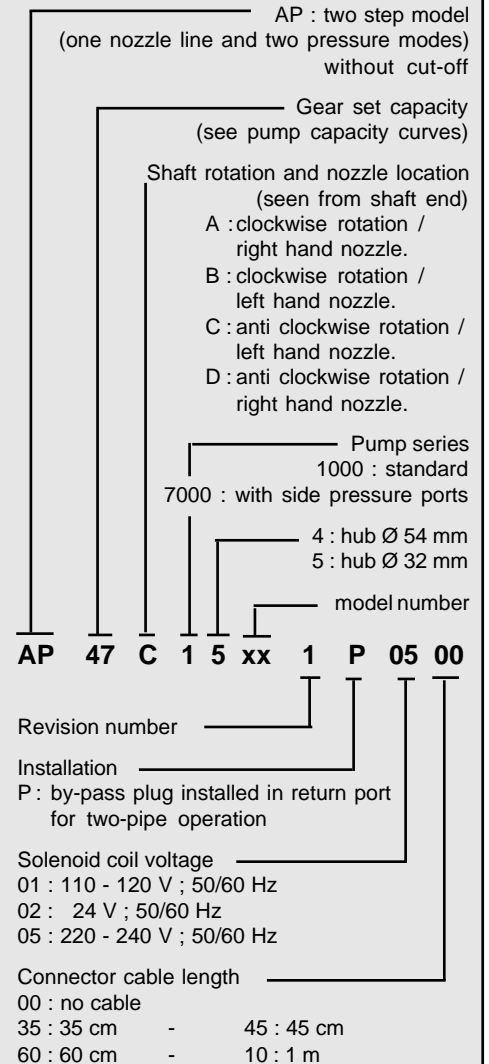 AP : two step model
(one nozzle line and two pressure modes)
without cut-off
Gear set capacity
(see pump capacity curves)
Shaft rotation and nozzle location
(seen from shaft end)
A : clockwise rotation /
right hand nozzle.
B : clockwise rotation /
left hand nozzle.
C : anti clockwise rotation /
left hand nozzle.
D : anti clockwise rotation /
right hand nozzle.
Pump series
1000 : standard
7000 : with side pressure ports
4 : hub Ø 54 mm
5 : hub Ø 32 mm
model number
AP 47 C 1 5 xx 1 P 05 00
Revision number
Installation
P : by-pass plug installed in return port
for two-pipe operation
Solenoid coil voltage
01 : 110 - 120 V ; 50/60 Hz
02 : 24 V ; 50/60 Hz
05 : 220 - 240 V ; 50/60 Hz
Connector cable length
00 : no cable
35 : 35 cm - 45 : 45 cm
60 : 60 cm - 10 : 1 m